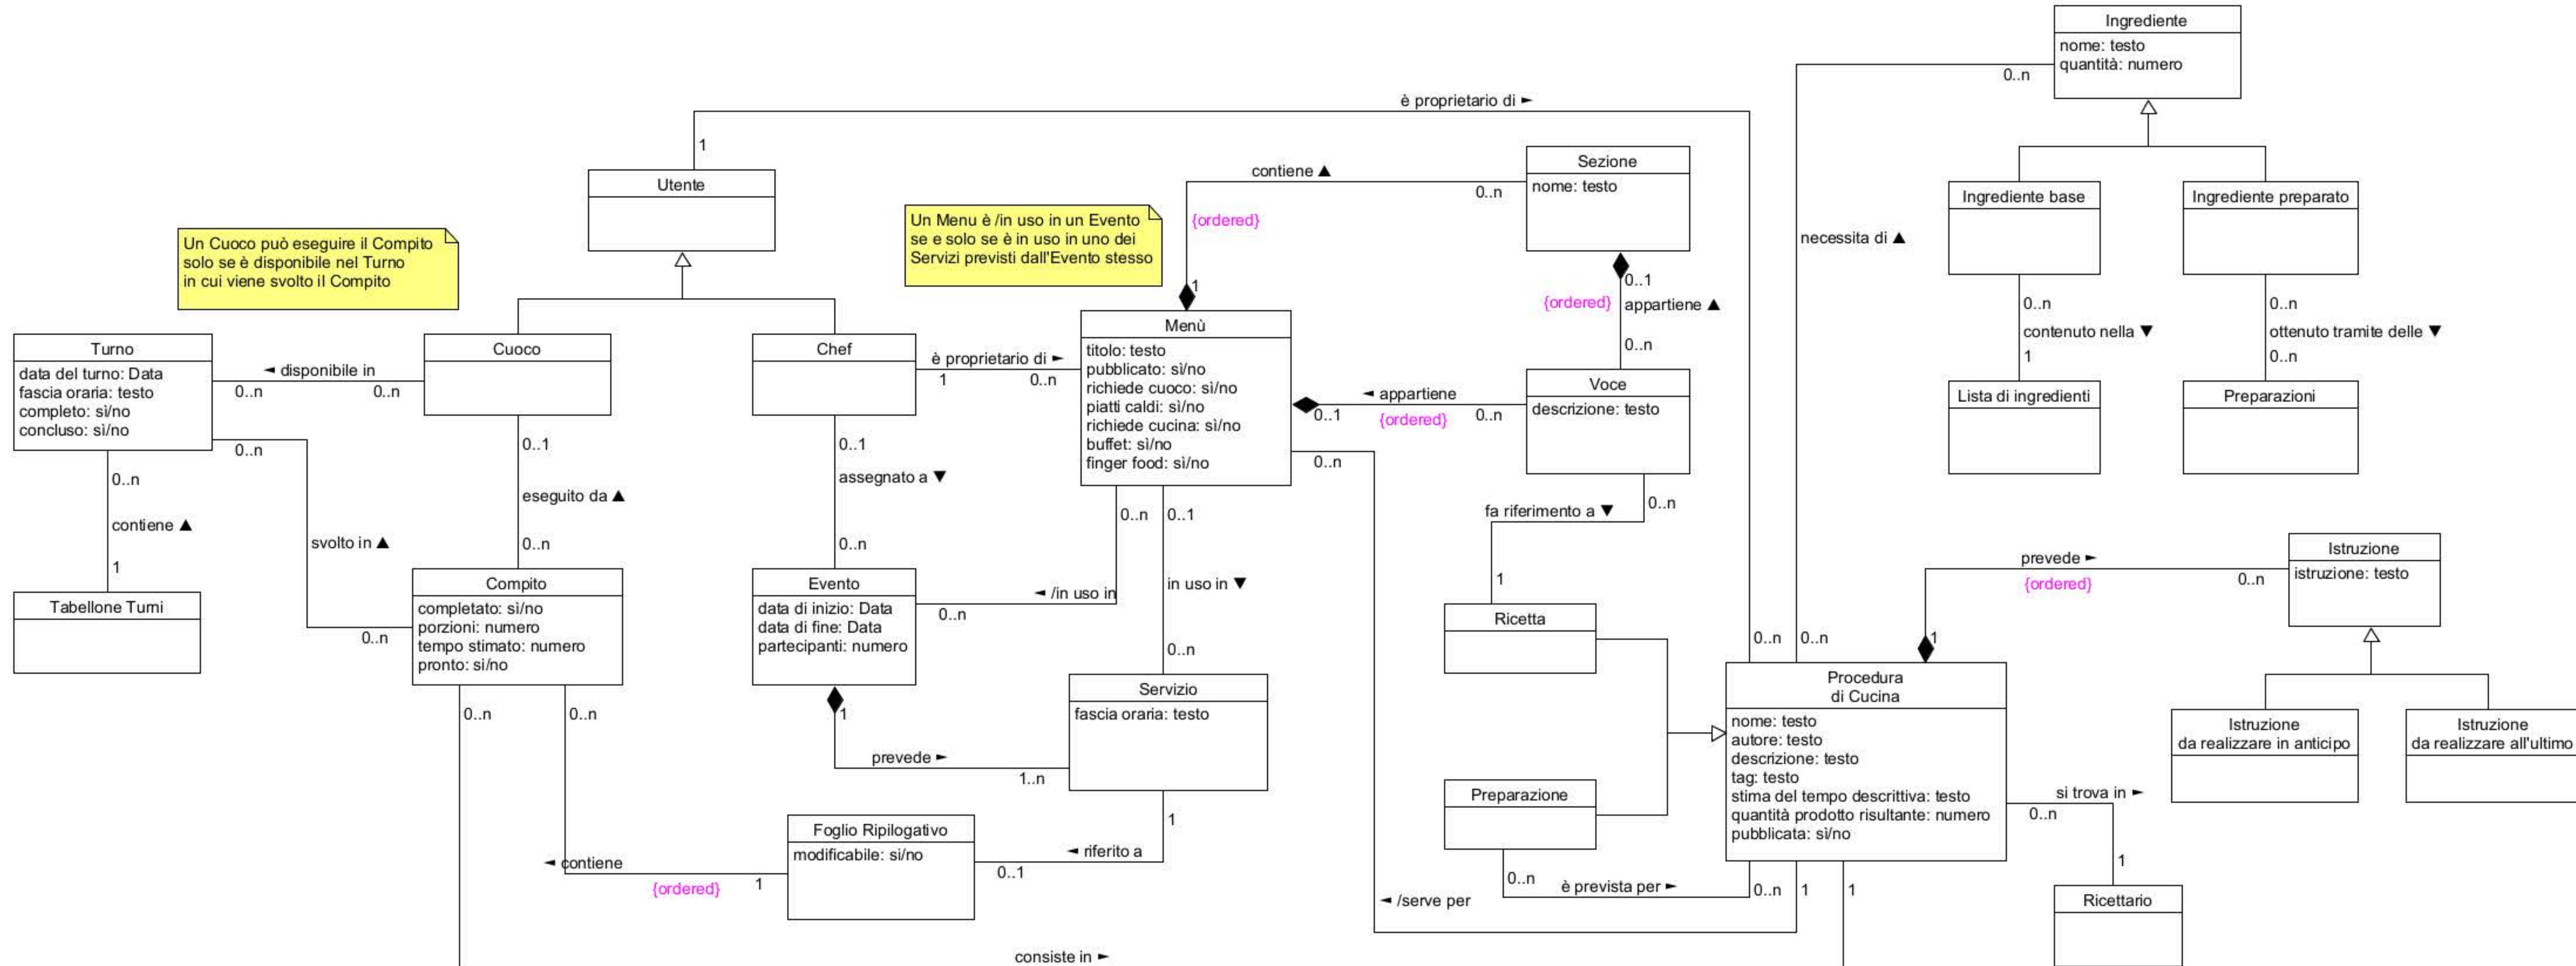 Ingrediente
nome: testo
quantità: numero
0..n
è proprietario di ►
1
Utente
contiene ▲
0..n
{ordered}
1
Sezione
nome: testo
Ingrediente base
Ingrediente preparato
Un Menu è /in uso in un Evento
se e solo se è in uso in uno dei
Servizi previsti dall'Evento stesso
Un Cuoco può eseguire il Compito
solo se è disponibile nel Turno
in cui viene svolto il Compito
necessita di ▲
0..1
{ordered}
appartiene ▲
0..n
0..n
contenuto nella ▼
1
0..n
ottenuto tramite delle ▼
0..n
Turno
data del turno: Data
fascia oraria: testo
completo: sì/no
concluso: sì/no
◄ disponibile in
0..n
0..n
Cuoco
Chef
è proprietario di ►
1
0..n
Menù
titolo: testo
pubblicato: sì/no
richiede cuoco: sì/no
piatti caldi: sì/no
richiede cucina: sì/no
buffet: sì/no
finger food: sì/no
◄ appartiene
0..1
{ordered}
0..n
Voce
descrizione: testo
Lista di ingredienti
Preparazioni
0..n
0..n
contiene ▲
1
svolto in ▲
0..n
0..1
eseguito da ▲
0..n
0..1
assegnato a ▼
0..n
0..n
0..1
0..n
fa riferimento a ▼
0..n
1
Tabellone Turni
Compito
completato: sì/no
porzioni: numero
tempo stimato: numero
pronto: si/no
Evento
data di inizio: Data
data di fine: Data
partecipanti: numero
◄ /in uso in
0..n
in uso in ▼
0..n
Ricetta
prevede ►
{ordered}
0..n
1
Istruzione
istruzione: testo
0..n
0..n
0..n
0..n
1
prevede ►
1..n
Servizio
fascia oraria: testo
Procedura
di Cucina
nome: testo
autore: testo
descrizione: testo
tag: testo
stima del tempo descrittiva: testo
quantità prodotto risultante: numero
pubblicata: sì/no
Istruzione
da realizzare in anticipo
Istruzione
da realizzare all'ultimo
Preparazione
si trova in ►
0..n
1
Foglio Ripilogativo
modificabile: si/no
1
◄ riferito a
0..1
◄ contiene
{ordered}
1
0..n
è prevista per ►
0..n
1
1
◄ /serve per
Ricettario
consiste in ►